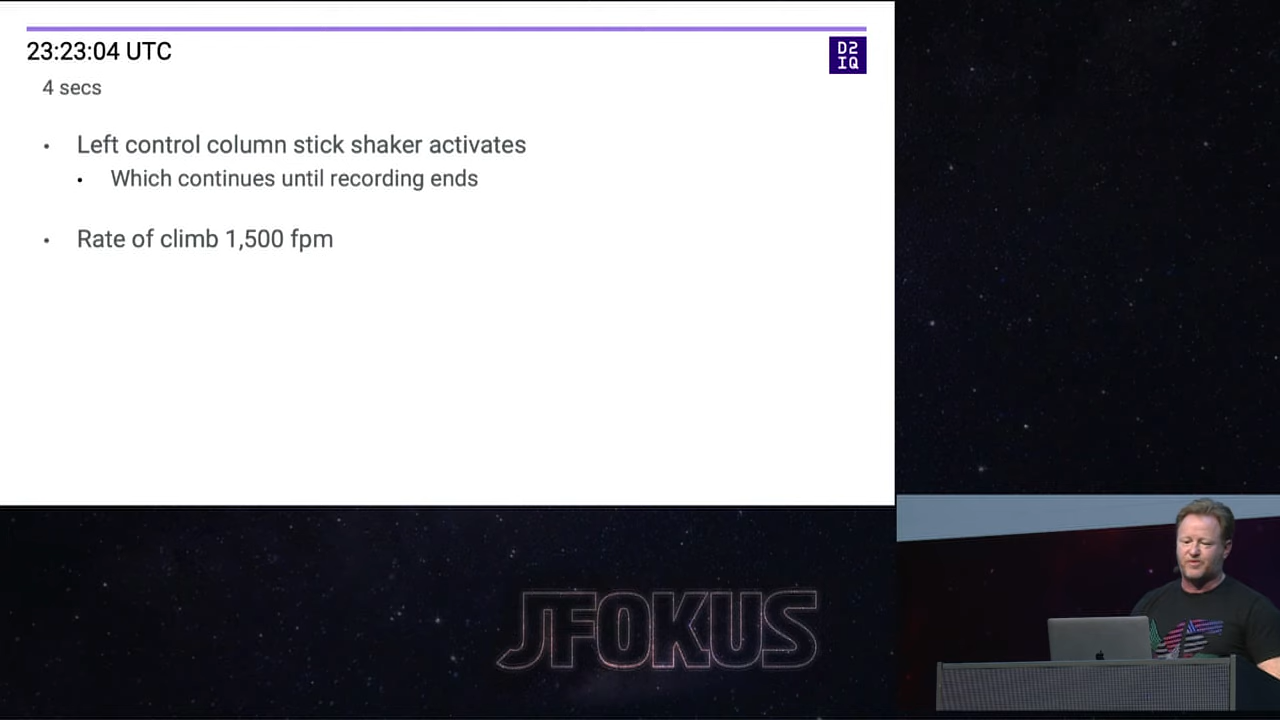 23:23:04 UTC
D2
IQ
4 secs
• Left control column stick shaker activates
• Which continues until recording ends
• Rate of climb 1,500 fpm
JFOKUS